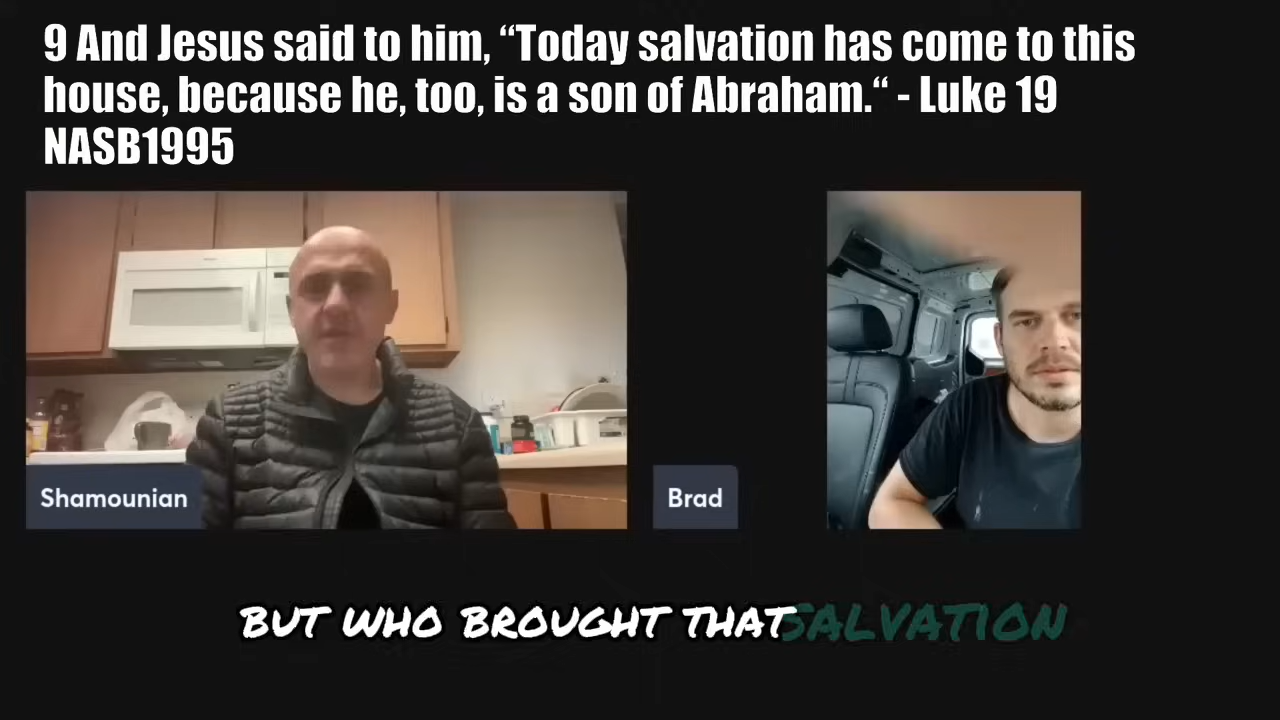 9 And Jesus said to him, “Today salvation has come to this
house, because he, too, is a son of Abraham.“ - Luke 19
NASB1995
Shamounian
Brad
BUT WHO BROUGHT THAT SALVATION